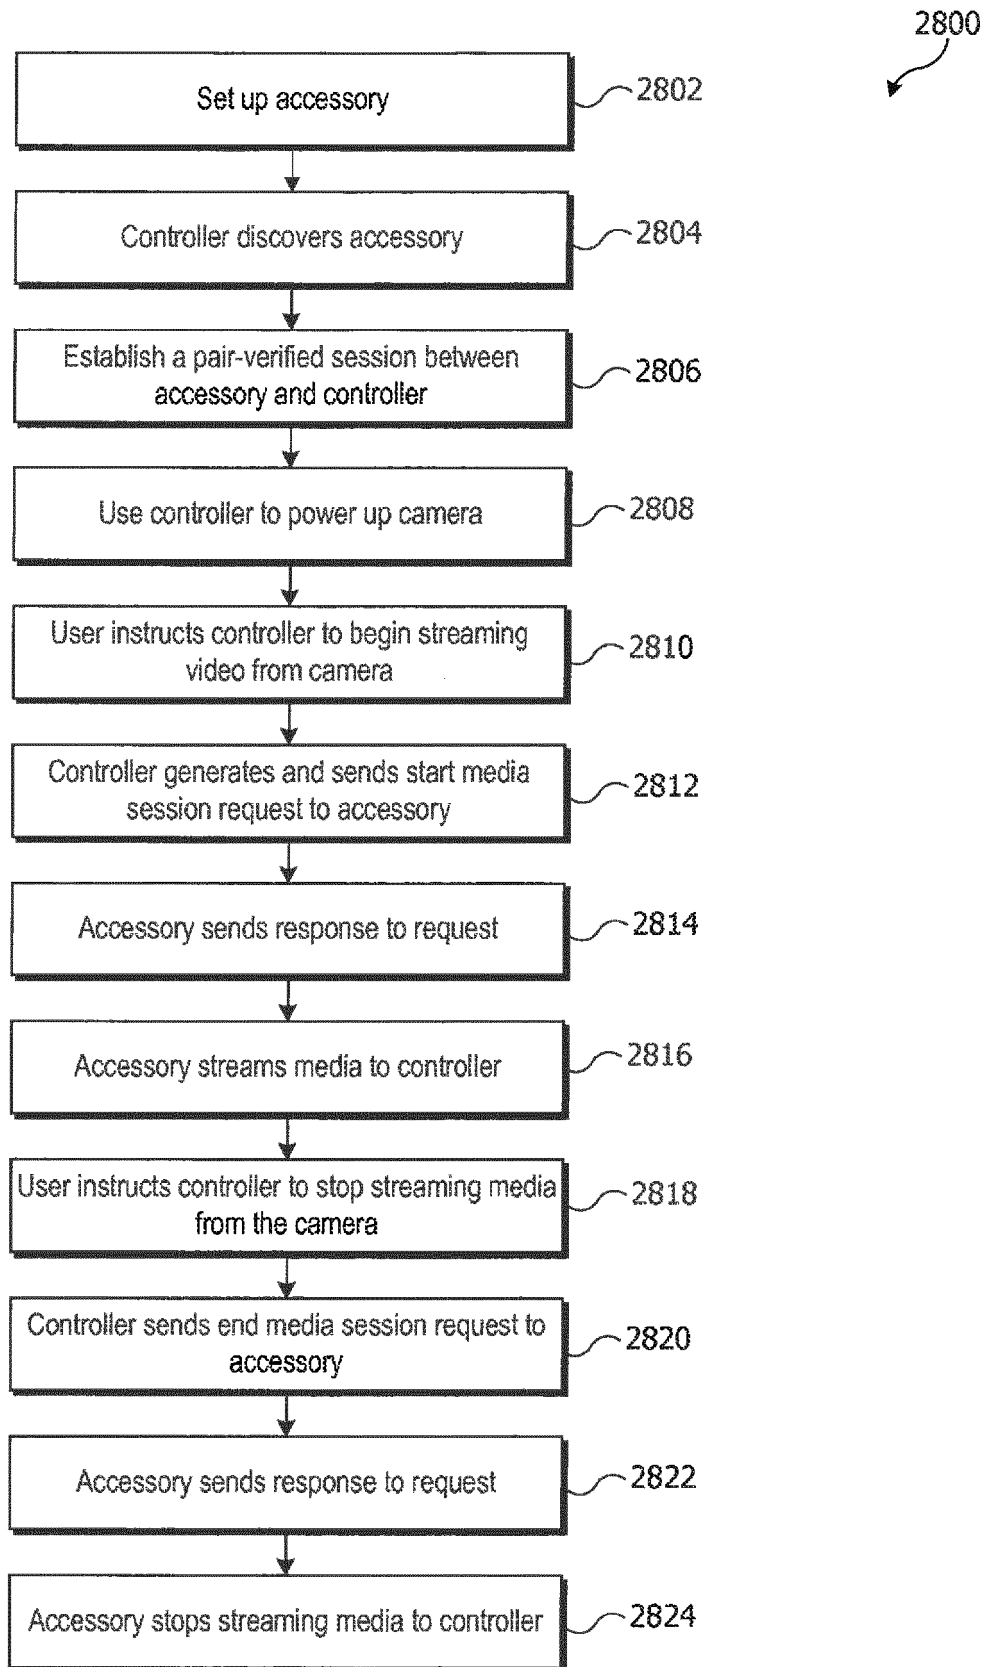 2800
Set up accessory
2802
Controller discovers accessory
2804
Establish a pair-verified session between
accessory and controller
2806
Use controller to power up camera
2808
User instructs controller to begin streaming
video from camera
2810
Controller generates and sends start media
session request to accessory
2812
Accessory sends response to request
2814
Accessory streams media to controller
2816
User instructs controller to stop streaming media
from the camera
2818
Controller sends end media session request to
accessory
2820
Accessory sends response to request
2822
Accessory stops streaming media to controller
2824